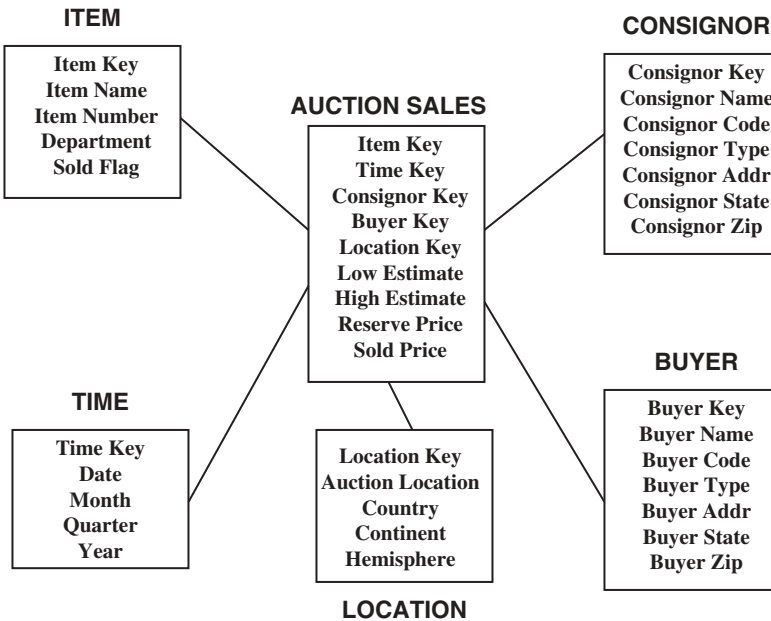 ITEM
Item Key
Item Name
Item Number
Department
Sold Flag
CONSIGNOR
Consignor Key
Consignor Name
Consignor Code
Consignor Type
Consignor Addr
Consignor State
Consignor Zip
AUCTION SALES
Item Key
Time Key
Consignor Key
Buyer Key
Location Key
Low Estimate
High Estimate
Reserve Price
Sold Price
TIME
Time Key
Date
Month
Quarter
Year
Location Key
Auction Location
Country
Continent
Hemisphere
LOCATION
BUYER
Buyer Key
Buyer Name
Buyer Code
Buyer Type
Buyer Addr
Buyer State
Buyer Zip